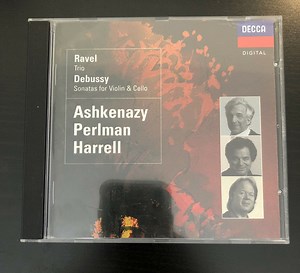 Ravel
Trio
Debussy
Sonatas for Violin & Cello
Ashkenazy
Perlman
Harrell
DECCA
DIGITAL